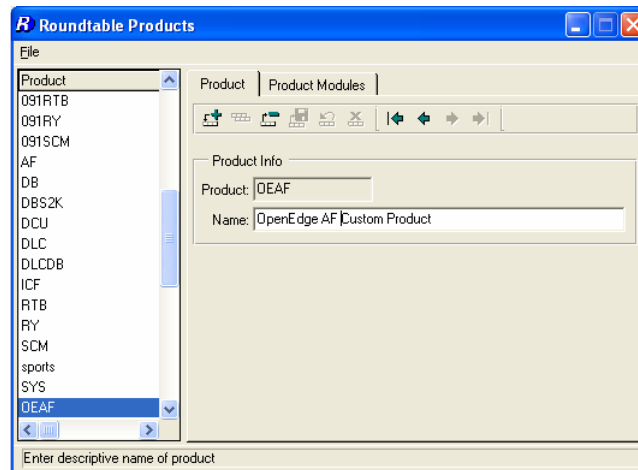 Roundtable Products
File
Product
091RTB
091RY
091SCM
AF
DB
DBS2K
DCU
DLC
DLCDB
ICF
RTB
RY
SCM
sports
SYS
OEAF
Product
Product Modules
Product Info
Product: OEAF
Name: OpenEdge AF Custom Product
Enter descriptive name of product